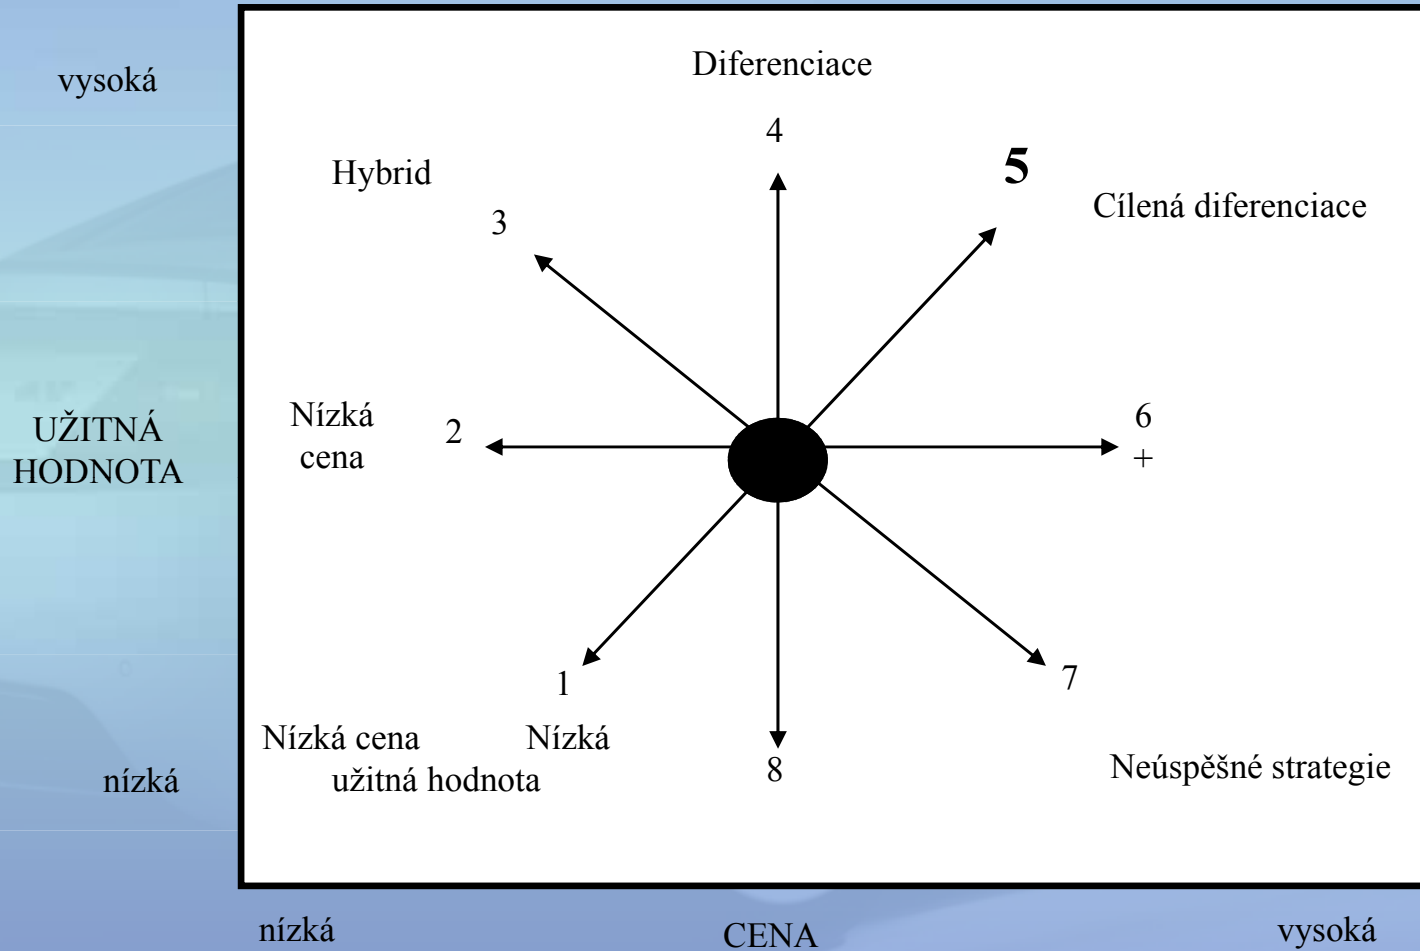 vysoká
Diferenciace
4
5
Hybrid
3
Cílená diferenciace
UŽITNÁ
HODNOTA
Nízká
cena
2
6
+
1
7
Nízká cena Nízká
užitná hodnota
8
Neúspěšné strategie
nízká
nízká
CENA
vysoká